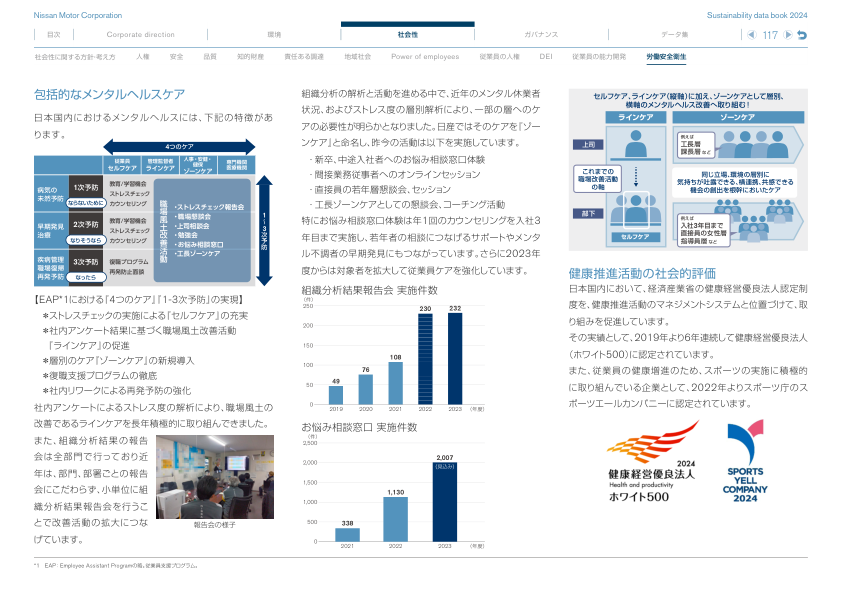 Nissan Motor Corporation
Sustainability data book 2024
目次
Corporate direction
環境
社会性
ガバナンス
データ集
117
社会性に関する方針・考え方
人権
安全
品質
知的財産
責任ある調達
地域社会
Power of employees
従業員の人権
DEI
従業員の能力開発
労働安全衛生
包括的なメンタルヘルスケア
日本国内におけるメンタルヘルスには、下記の特徴があ
ります。
4つのケア
従業員
セルフケア
管理監督者
ラインケア
人事・安健・
職制
ゾーンケア
専門機関
医療機関
病気の
未然予防
1次予防
ならないために
教育/学習機会
ストレスチェック
カウンセリング
早期発見
治療
2次予防
なりそうなら
教育/学習機会
ストレスチェック
カウンセリング
疾病管理
職場復帰
再発予防
3次予防
なったら
復職プログラム
再発防止面談
職場風土改善活動
・ストレスチェック報告会
・職場懇談会
・上司相談会
・勉強会
・お悩み相談窓口
・工長ゾーンケア
1〜3次予防
【EAP*1における「4つのケア」「1-3次予防」の実現】
＊ストレスチェックの実施による「セルフケア」の充実
＊社内アンケート結果に基づく職場風土改善活動
「ラインケア」の促進
＊層別のケア「ゾーンケア」の新規導入
＊復職支援プログラムの徹底
＊社内リワークによる再発予防の強化
社内アンケートによるストレス度の解析により、職場風土の
改善であるラインケアを長年積極的に取り組んできました。
また、組織分析結果の報告
会は全部門で行っており近
年は、部門、部署ごとの報告
会にこだわらず、小単位に組
織分析結果報告会を行うこ
とで改善活動の拡大につな
げています。
報告会の様子
組織分析の解析と活動を進める中で、近年のメンタル休業者
状況、およびストレス度の層別解析により、一部の層へのケ
アの必要性が明らかとなりました。日産ではそのケアを「ゾー
ンケア」と命名し、昨今の活動は以下を実施しています。
・新卒、中途入社者へのお悩み相談窓口体験
・間接業務従事者へのオンラインセッション
・直接員の若年層懇談会、セッション
・工長ゾーンケアとしての懇談会、コーチング活動
特にお悩み相談窓口体験は年1回のカウンセリングを入社3
年目まで実施し、若年者の相談につなげるサポートやメンタ
ル不調者の早期発見にもつながっています。さらに2023年
度からは対象者を拡大して従業員ケアを強化しています。
組織分析結果報告会 実施件数
(件)
250
200
150
100
50
0
49
76
108
230
232
2019
2020
2021
2022
2023
(年度)
お悩み相談窓口 実施件数
(件)
2,500
2,000
1,500
1,000
500
0
338
1,130
2,007
(見込み)
2021
2022
2023
(年度)
セルフケア、ラインケア(縦軸)に加え、ゾーンケアとして層別、
横軸のメンタルヘルス改善へ取り組む！
ラインケア
ゾーンケア
上司
これまでの
職場改善活動
の軸
部下
セルフケア
例えば
工長層
課長層 など
同じ立場、環境の層別に
気持ちが吐露できる、横連携、共感できる
機会の創出を標榜においたケア
例えば
入社3年目まで
直接員の女性層
指導員層 など
健康推進活動の社会的評価
日本国内において、経済産業省の健康経営優良法人認定制
度を、健康推進活動のマネジメントシステムと位置づけて、取
り組みを促進しています。
その実績として、2019年より6年連続して健康経営優良法人
（ホワイト500）に認定されています。
また、従業員の健康増進のため、スポーツの実施に積極的
に取り組んでいる企業として、2022年よりスポーツ庁のス
ポーツエールカンパニーに認定されています。
2024
健康経営優良法人
Health and productivity
ホワイト500
SPORTS
YELL
COMPANY
2024
*1 EAP: Employee Assistant Programの略。従業員支援プログラム。